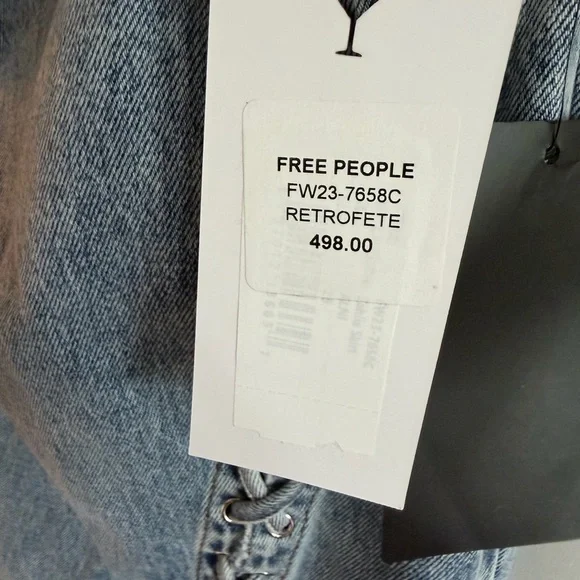 FREE PEOPLE
FW23-7658C
RETROFETE
498.00